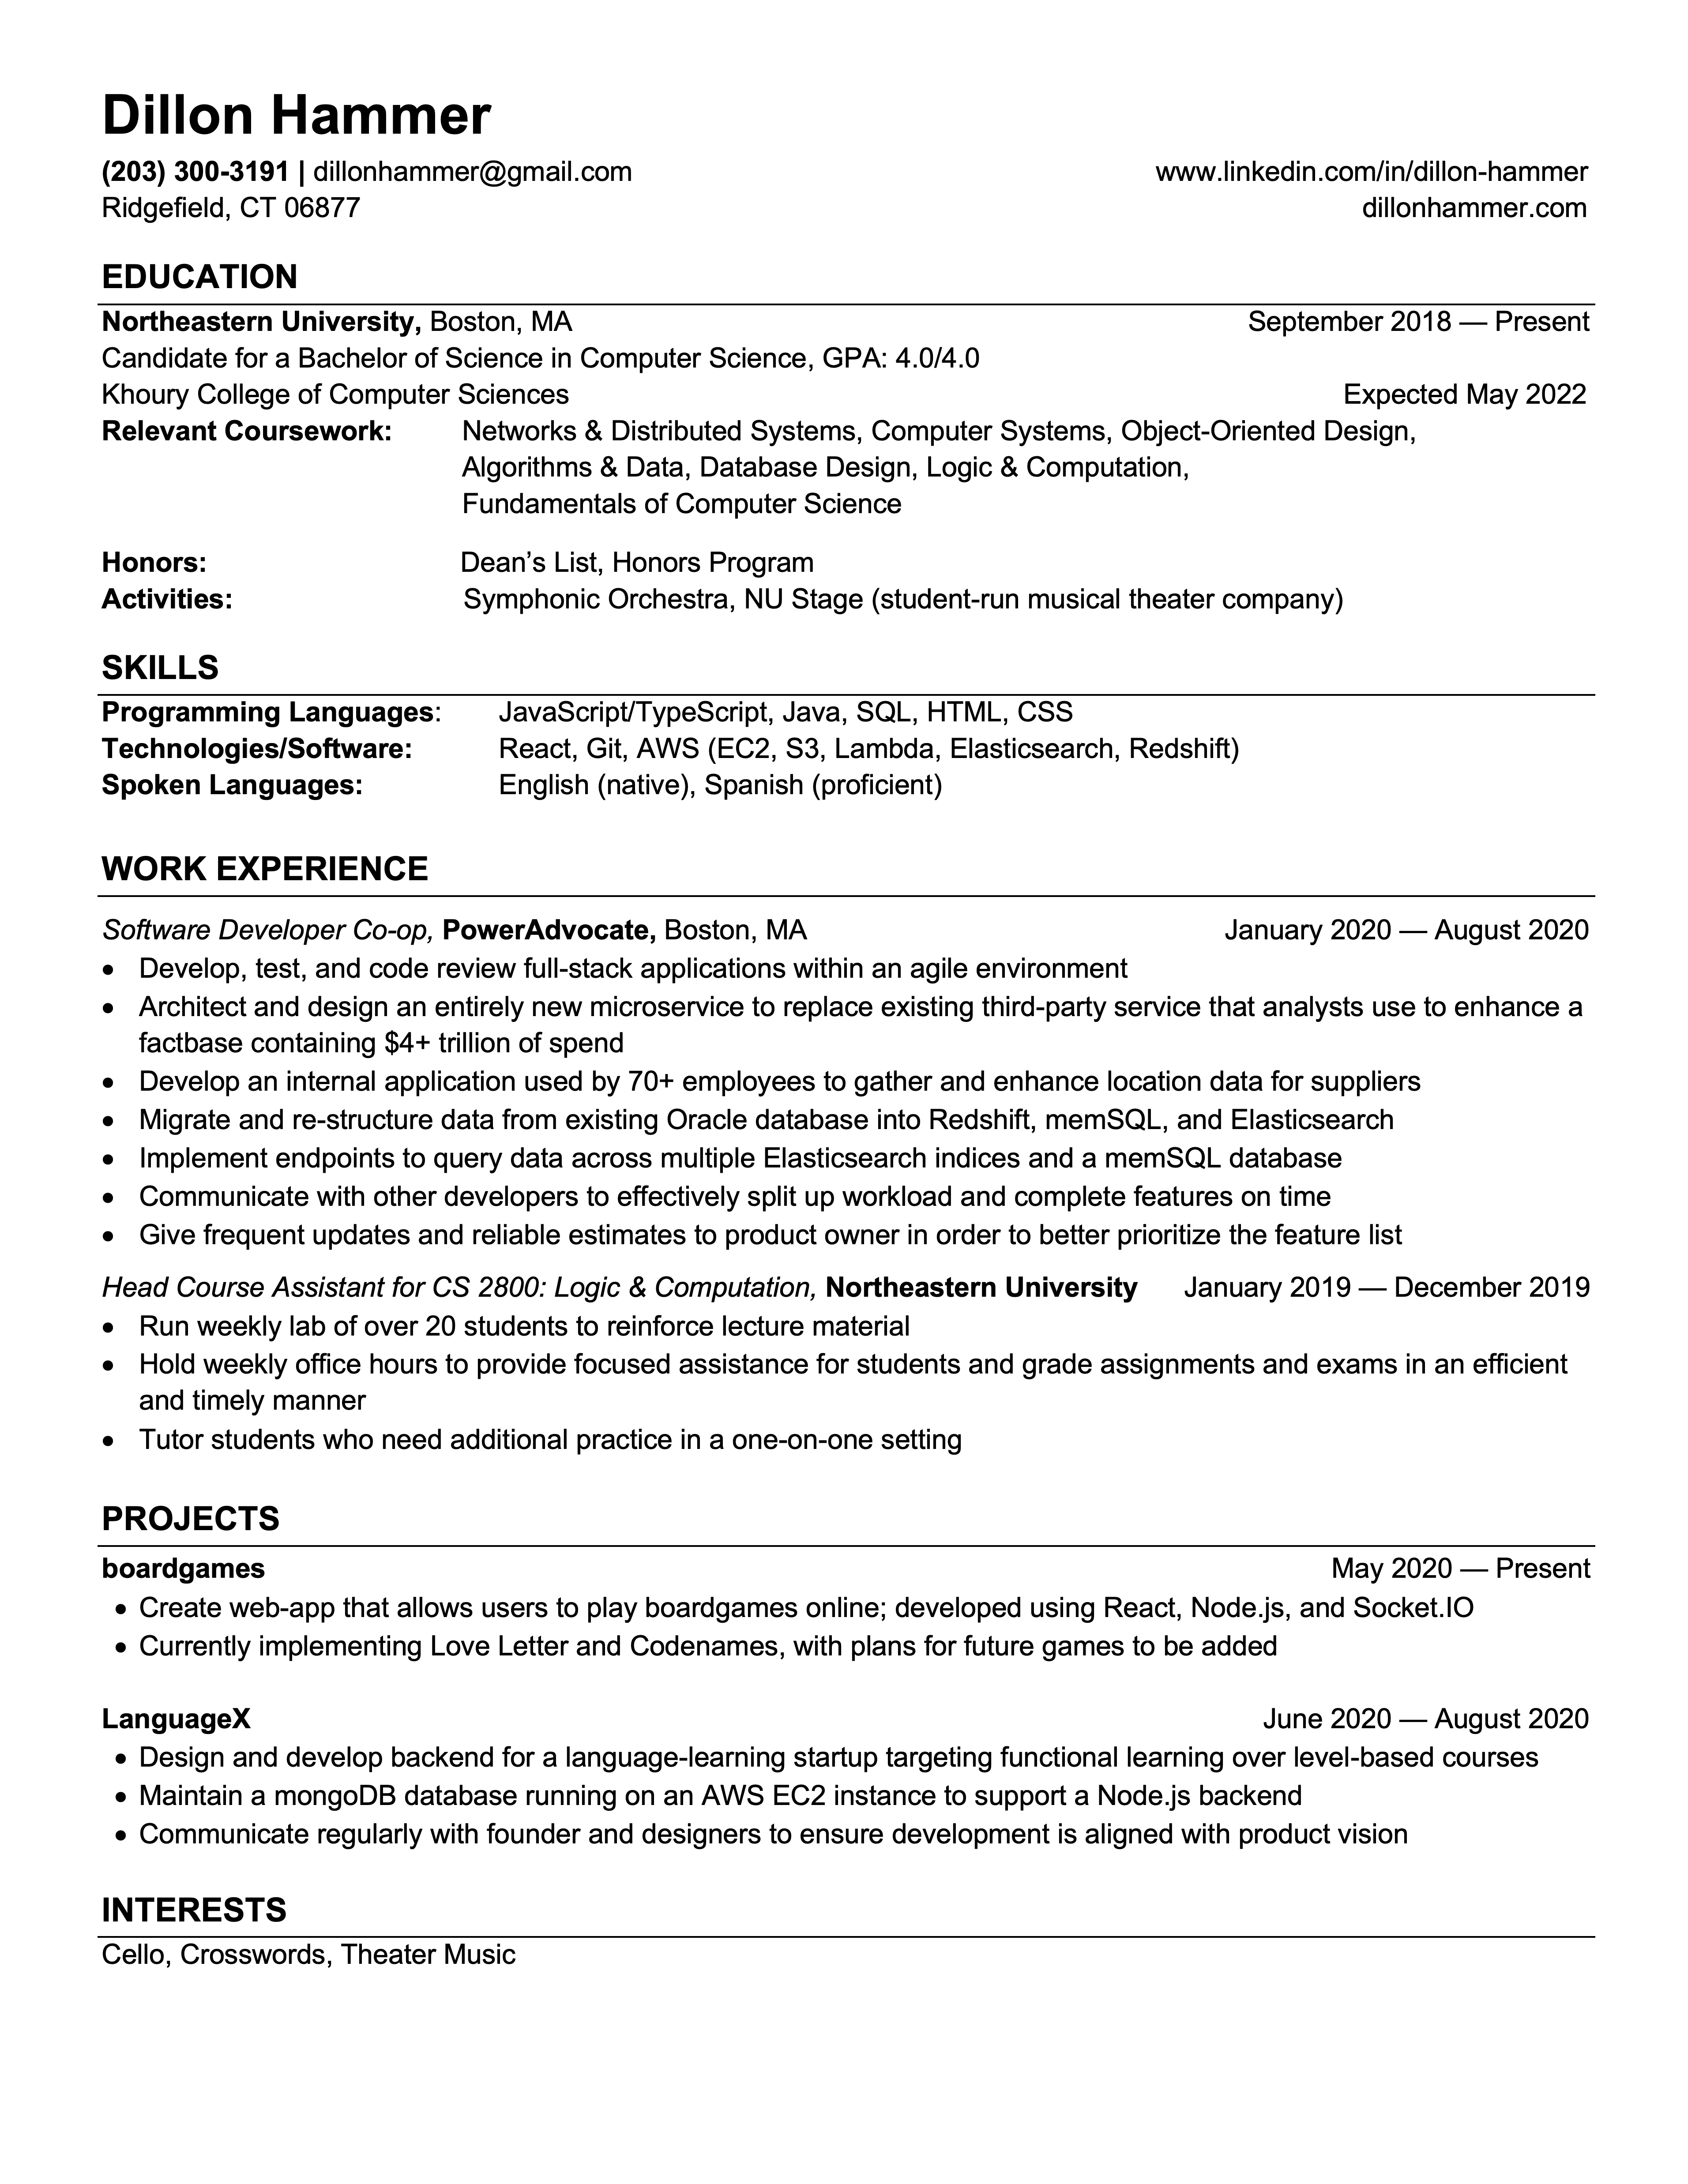 Dillon Hammer
(203) 300-3191 | dillonhammer@gmail.com www.linkedin.com/in/dillon-hammer
Ridgefield, CT 06877 dillonhammer.com
EDUCATION
Northeastern University, Boston, MA September 2018 — Present
Candidate for a Bachelor of Science in Computer Science, GPA: 4.0/4.0
Khoury College of Computer Sciences Expected May 2022
Relevant Coursework: Networks & Distributed Systems, Computer Systems, Object-Oriented Design,
Algorithms & Data, Database Design, Logic & Computation,
Fundamentals of Computer Science
Honors: Dean’s List, Honors Program
Activities: Symphonic Orchestra, NU Stage (student-run musical theater company)
SKILLS
Programming Languages: JavaScript/TypeScript, Java, SQL, HTML, CSS
Technologies/Software: React, Git, AWS (EC2, S3, Lambda, Elasticsearch, Redshift)
Spoken Languages: English (native), Spanish (proficient)
WORK EXPERIENCE
Software Developer Co-op, PowerAdvocate, Boston, MA January 2020 — August 2020
• Develop, test, and code review full-stack applications within an agile environment
• Architect and design an entirely new microservice to replace existing third-party service that analysts use to enhance a
factbase containing $4+ trillion of spend
• Develop an internal application used by 70+ employees to gather and enhance location data for suppliers
• Migrate and re-structure data from existing Oracle database into Redshift, memSQL, and Elasticsearch
• Implement endpoints to query data across multiple Elasticsearch indices and a memSQL database
• Communicate with other developers to effectively split up workload and complete features on time
• Give frequent updates and reliable estimates to product owner in order to better prioritize the feature list
Head Course Assistant for CS 2800: Logic & Computation, Northeastern University January 2019 — December 2019
• Run weekly lab of over 20 students to reinforce lecture material
• Hold weekly office hours to provide focused assistance for students and grade assignments and exams in an efficient
and timely manner
• Tutor students who need additional practice in a one-on-one setting
PROJECTS
boardgames May 2020 — Present
• Create web-app that allows users to play boardgames online; developed using React, Node.js, and Socket.IO
• Currently implementing Love Letter and Codenames, with plans for future games to be added
LanguageX June 2020 — August 2020
• Design and develop backend for a language-learning startup targeting functional learning over level-based courses
• Maintain a mongoDB database running on an AWS EC2 instance to support a Node.js backend
• Communicate regularly with founder and designers to ensure development is aligned with product vision
INTERESTS
Cello, Crosswords, Theater Music